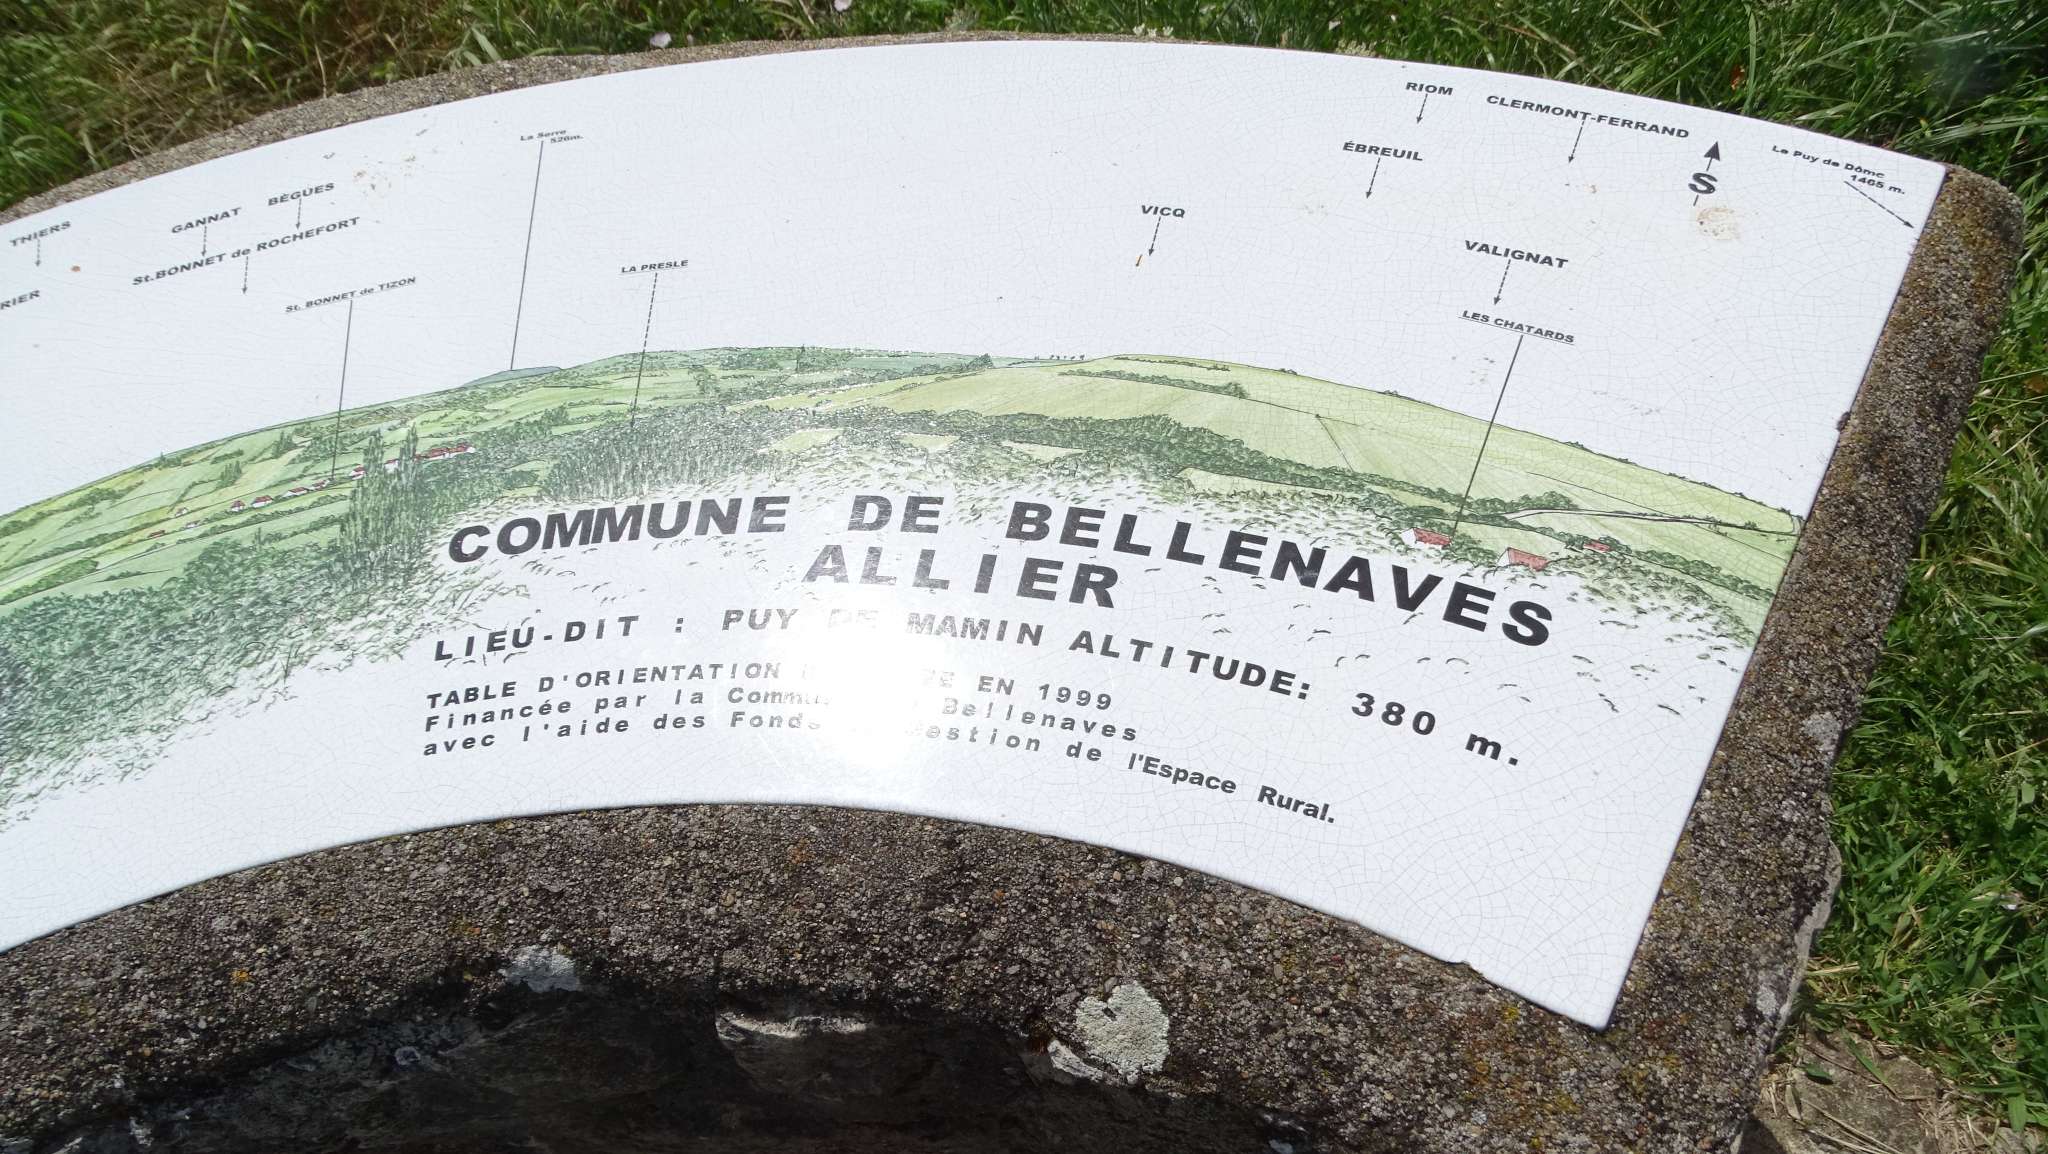 RIOM
CLERMONT-FERRAND
S
Le Puy de Dôme
1465 m.
La Serre
526m.
ÉBREUIL
THIERS
GANNAT
BÈGUES
St.BONNET de ROCHEFORT
VICQ
VALIGNAT
RIER
St. BONNET de TIZON
LA PRESLE
LES CHATARDS
COMMUNE DE BELLENAVES
ALLIER
LIEU-DIT : PUY DE MAMIN ALTITUDE: 380 m.
TABLE D'ORIENTATION EN 1999
Financée par la Bellenaves
avec l'aide des Fonds de l'Espace Rural.